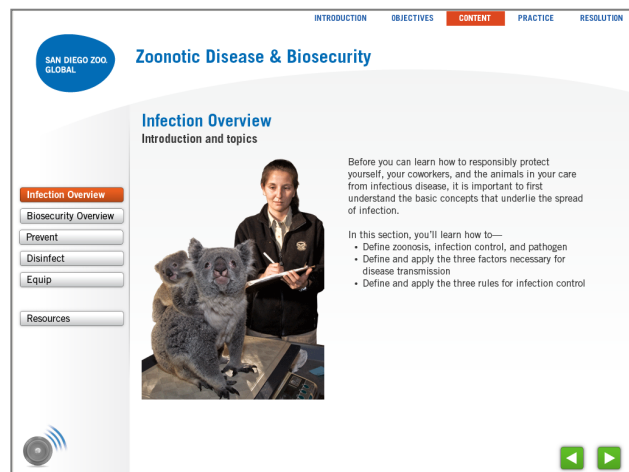 INTRODUCTION OBJECTIVES CONTENT PRACTICE RESOLUTION
SAN DIEGO ZOO.
GLOBAL
Zoonotic Disease & Biosecurity
Infection Overview
Introduction and topics
Infection Overview
Biosecurity Overview
Prevent
Disinfect
Equip
Resources
Before you can learn how to responsibly protect
yourself, your coworkers, and the animals in your care
from infectious disease, it is important to first
understand the basic concepts that underlie the spread
of infection.
In this section, you'll learn how to—
• Define zoonosis, infection control, and pathogen
• Define and apply the three factors necessary for
disease transmission
• Define and apply the three rules for infection control